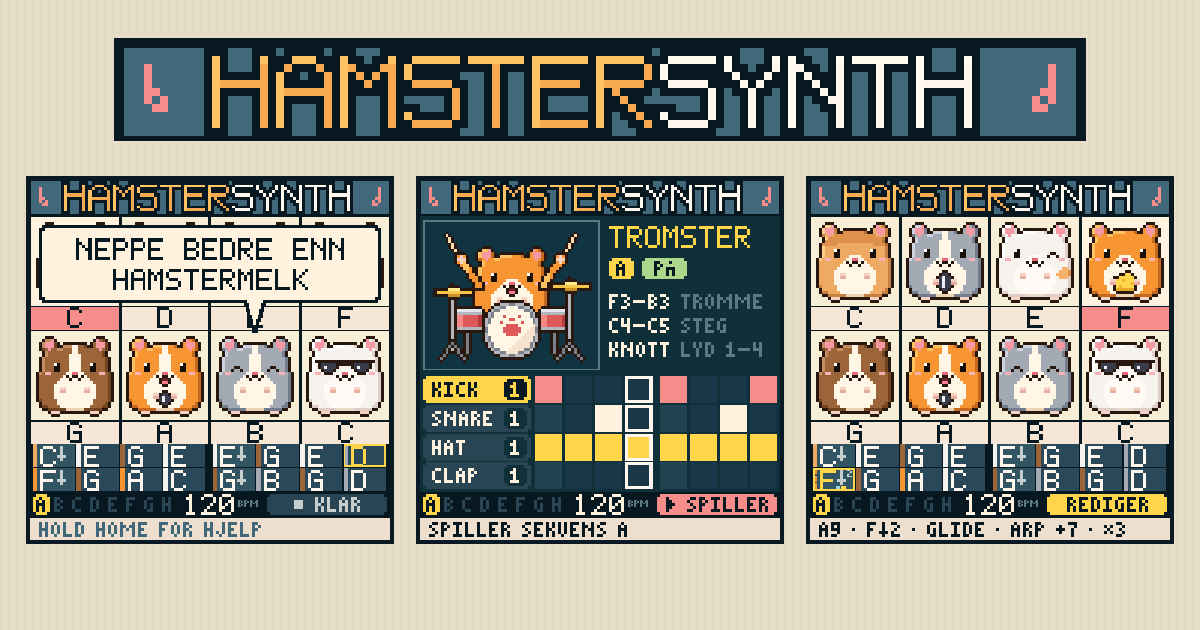 HAMSTERSYNTH
HAMSTERSYNTH
NEPPE BEDRE ENN
HAMSTERMELK
C D F
G A B C
C↓ E G E E↓ G E D
F↓ G A C G↓ B G D
A B C D E F G H 120 BPM ■ KLAR
HOLD HOME FOR HJELP
HAMSTERSYNTH
TROMSTER
A På
F3–B3 TROMME
C4–C5 STEG
KNOTT LYD 1–4
KICK 1
SNARE 1
HAT 1
CLAP 1
A B C D E F G H 120 BPM ▶ SPILLER
SPILLER SEKVENS A
HAMSTERSYNTH
C D E F
G A B C
C↓ E G E E↓ G E D
E↓ G A C G↓ B G D
A B C D E F G H 120 BPM REDIGER
A9 · F↓2 · GLIDE · ARP +7 · ×3